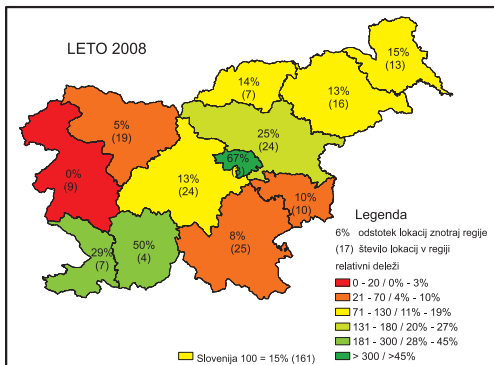 LETO 2008
15%
(13)
14%
(7)
13%
(16)
5%
(19)
25%
(24)
67%
0%
(9)
13%
(24)
10%
(10)
8%
(25)
29%
(7)
50%
(4)
Legenda
6% odstotek lokacij znotraj regije
(17) število lokacij v regiji
relativni deleži
0 - 20 / 0% - 3%
21 - 70 / 4% - 10%
71 - 130 / 11% - 19%
131 - 180 / 20% - 27%
181 - 300 / 28% - 45%
> 300 / >45%
Slovenija 100 = 15% (161)